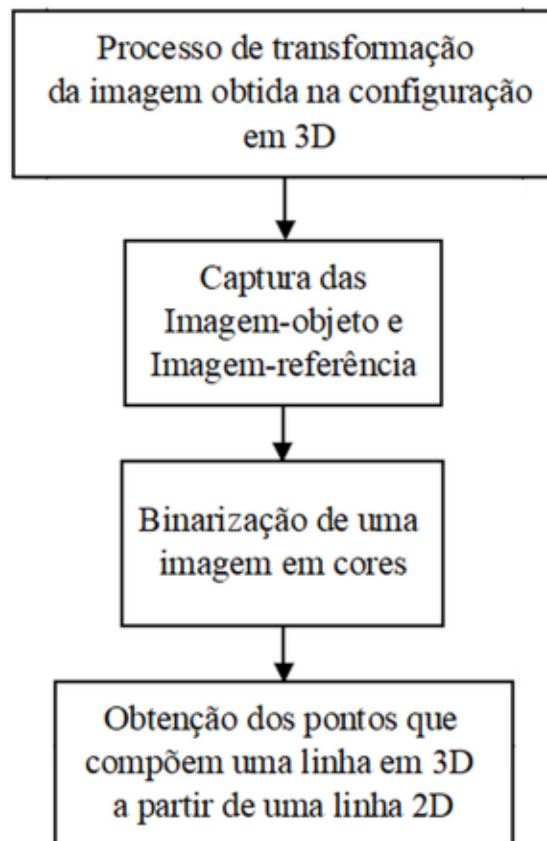 Processo de transformação
da imagem obtida na configuração
em 3D
Captura das
Imagem-objeto e
Imagem-referência
Binarização de uma
imagem em cores
Obtenção dos pontos que
compõem uma linha em 3D
a partir de uma linha 2D